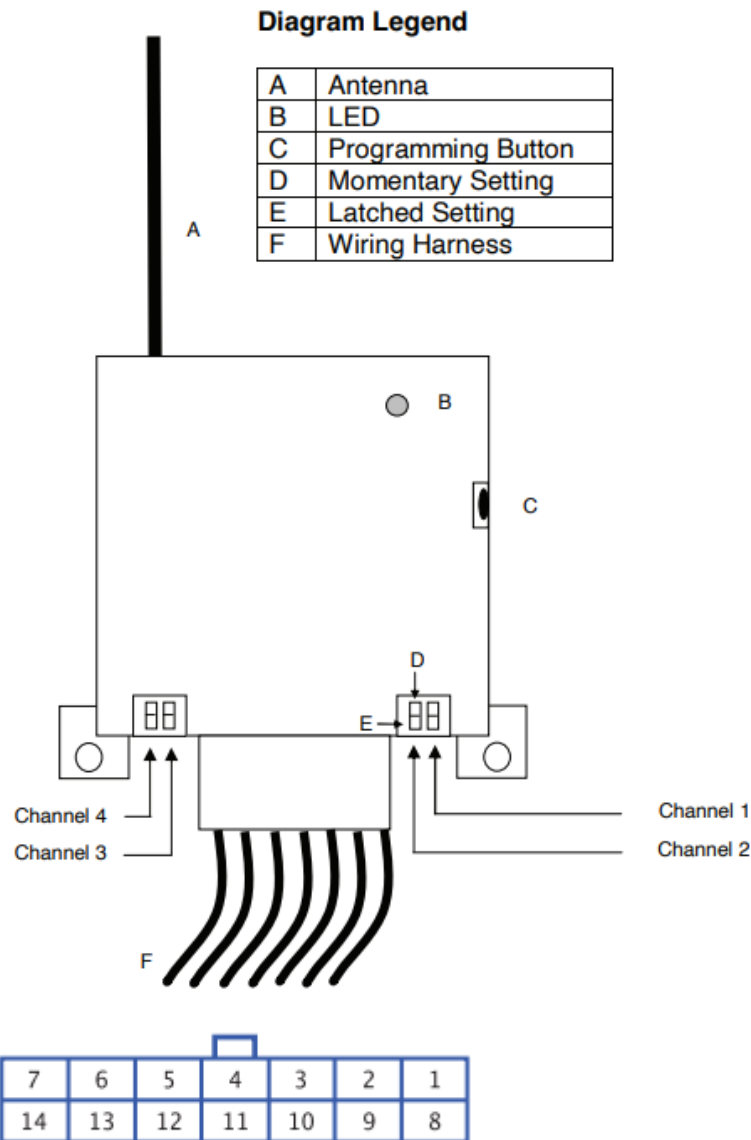 Diagram Legend
A Antenna
B LED
C Programming Button
D Momentary Setting
E Latched Setting
F Wiring Harness
A
B
C
D
E
Channel 4
Channel 1
Channel 3
Channel 2
F
7 6 5 4 3 2 1
14 13 12 11 10 9 8